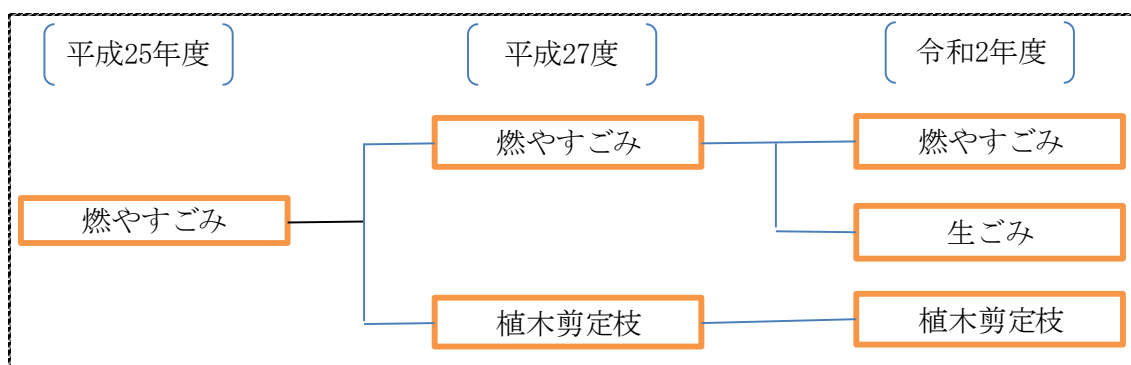 平成25年度
平成27度
令和2年度
燃やすごみ
燃やすごみ
燃やすごみ
生ごみ
植木剪定枝
植木剪定枝